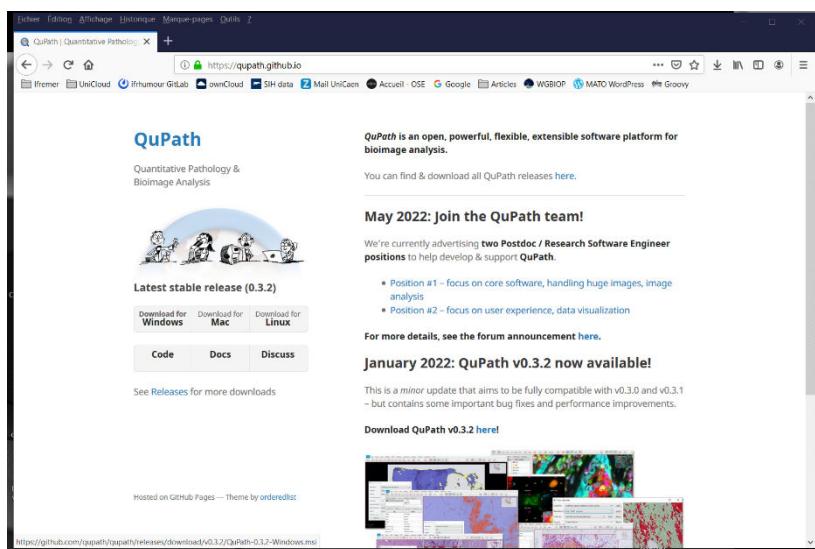 Fichier Édition Affichage Historique Marque-pages Outils ?
QuPath | Quantitative Patholog
https://qupath.github.io
Ifremer UniCloud ifrhumour GitLab ownCloud SIH data Mail UniCaen Accueil - OSE Google Articles WGBIOP MATO WordPress Groovy
QuPath
Quantitative Pathology &
Bioimage Analysis
Latest stable release (0.3.2)
Download for Windows
Download for Mac
Download for Linux
Code Docs Discuss
See Releases for more downloads
Hosted on GitHub Pages — Theme by orderedlist
QuPath is an open, powerful, flexible, extensible software platform for
bioimage analysis.
You can find & download all QuPath releases here.
May 2022: Join the QuPath team!
We're currently advertising two Postdoc / Research Software Engineer
positions to help develop & support QuPath.
Position #1 – focus on core software, handling huge images, image
analysis
Position #2 – focus on user experience, data visualization
For more details, see the forum announcement here.
January 2022: QuPath v0.3.2 now available!
This is a minor update that aims to be fully compatible with v0.3.0 and v0.3.1
– but contains some important bug fixes and performance improvements.
Download QuPath v0.3.2 here!
https://github.com/qupath/qupath/releases/download/v0.3.2/QuPath-0.3.2-Windows.msi